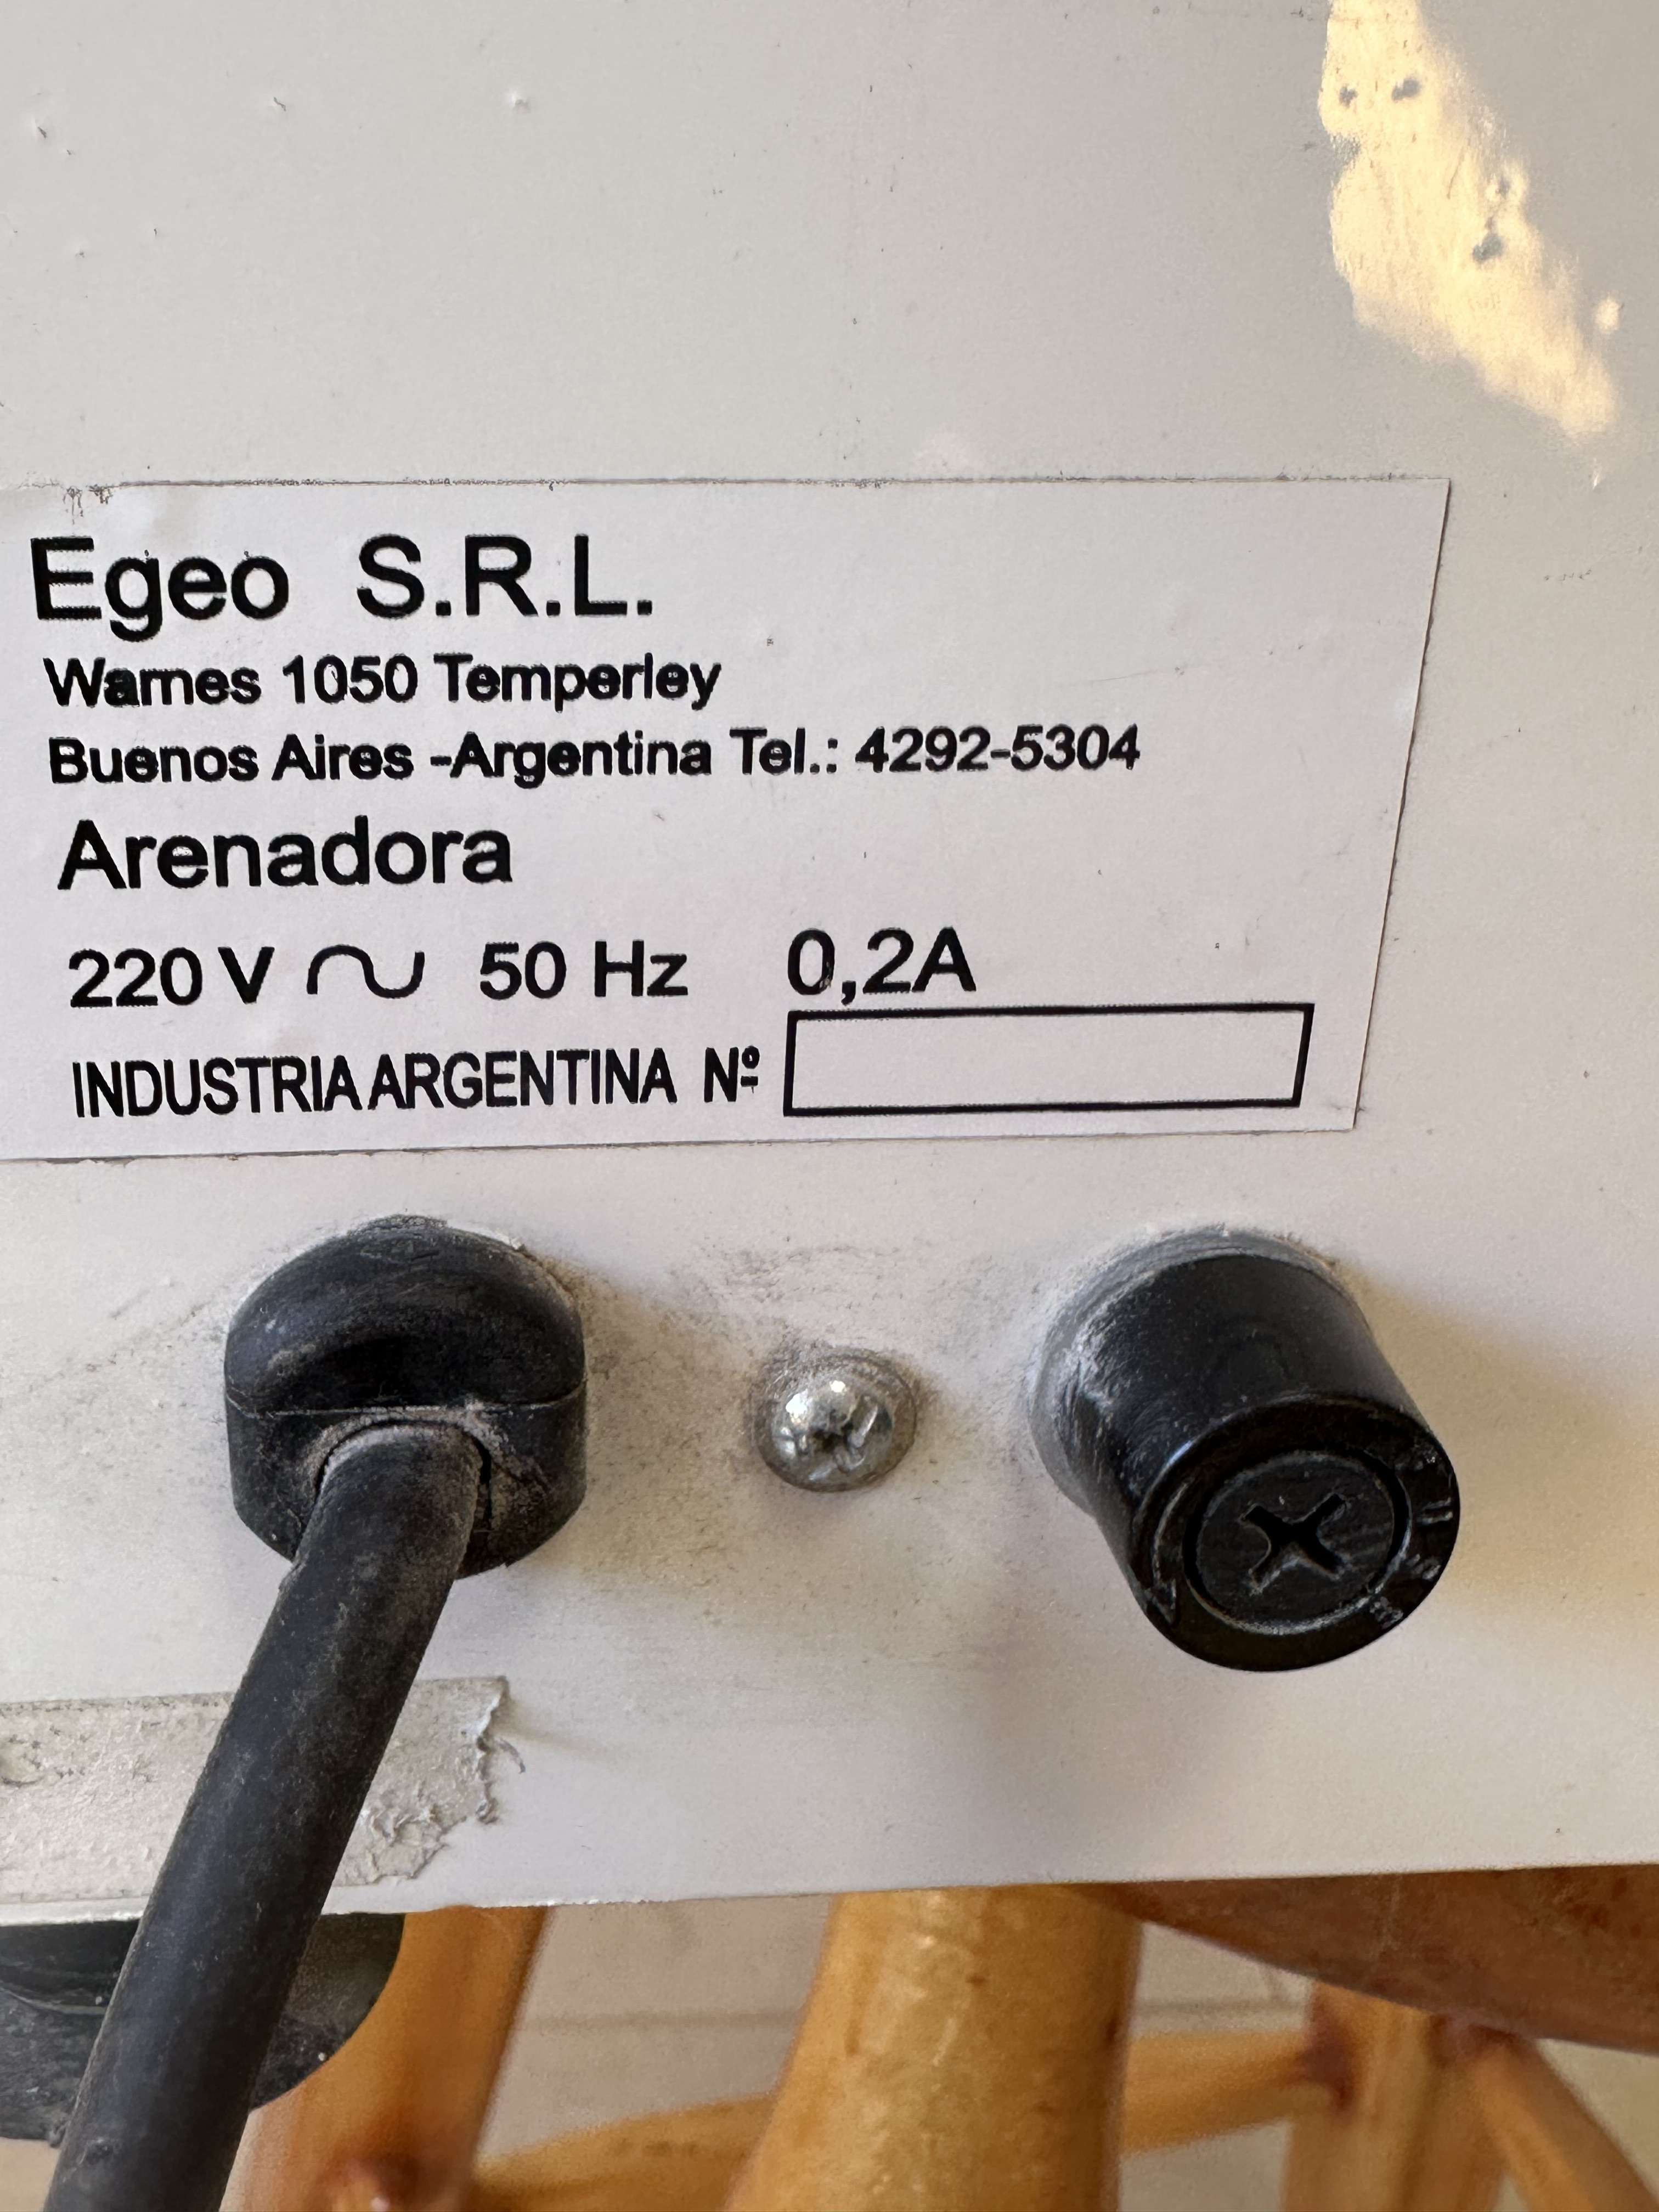 Egeo S.R.L.
Warnes 1050 Temperley
Buenos Aires -Argentina Tel.: 4292-5304
Arenadora
220 V ~ 50 Hz 0,2A
INDUSTRIA ARGENTINA Nº